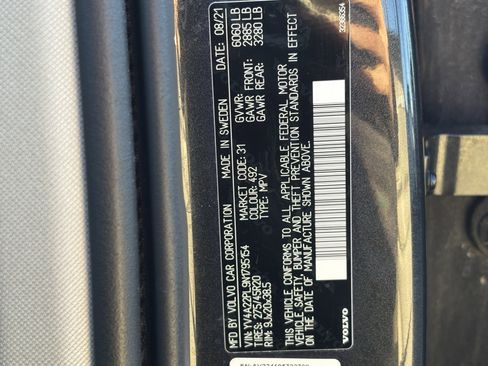 MFD BY: VOLVO CAR CORPORATION MADE IN SWEDEN DATE: 08/21
VIN: YV4A22PL9N1795154 MARKET CODE: 31 GVWR: 6060 LB
TIRES: 275/45R20 COLOUR: 492 GAWR FRONT: 2885 LB
RIM: 9Jx20x38.5 TYPE: MPV GAWR REAR: 3280 LB
THIS VEHICLE CONFORMS TO ALL APPLICABLE FEDERAL MOTOR
VEHICLE SAFETY, BUMPER AND THEFT PREVENTION STANDARDS IN EFFECT
ON THE DATE OF MANUFACTURE SHOWN ABOVE.
VOLVO